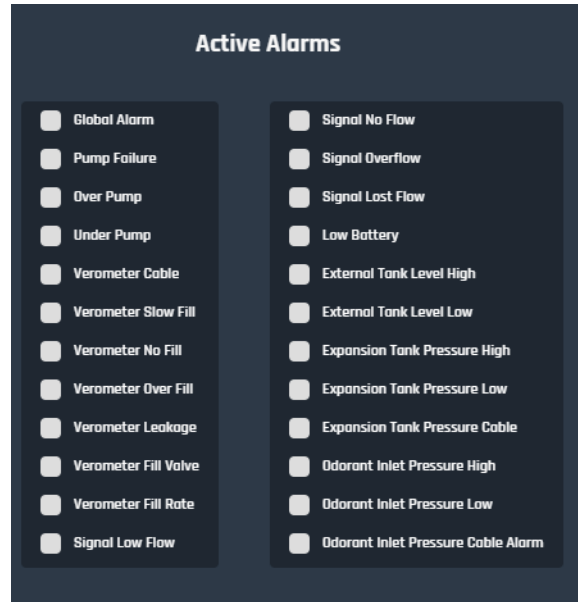 Active Alarms
Global Alarm
Pump Failure
Over Pump
Under Pump
Verometer Cable
Verometer Slow Fill
Verometer No Fill
Verometer Over Fill
Verometer Leakage
Verometer Fill Valve
Verometer Fill Rate
Signal Low Flow
Signal No Flow
Signal Overflow
Signal Lost Flow
Low Battery
External Tank Level High
External Tank Level Low
Expansion Tank Pressure High
Expansion Tank Pressure Low
Expansion Tank Pressure Cable
Odorant Inlet Pressure High
Odorant Inlet Pressure Low
Odorant Inlet Pressure Cable Alarm